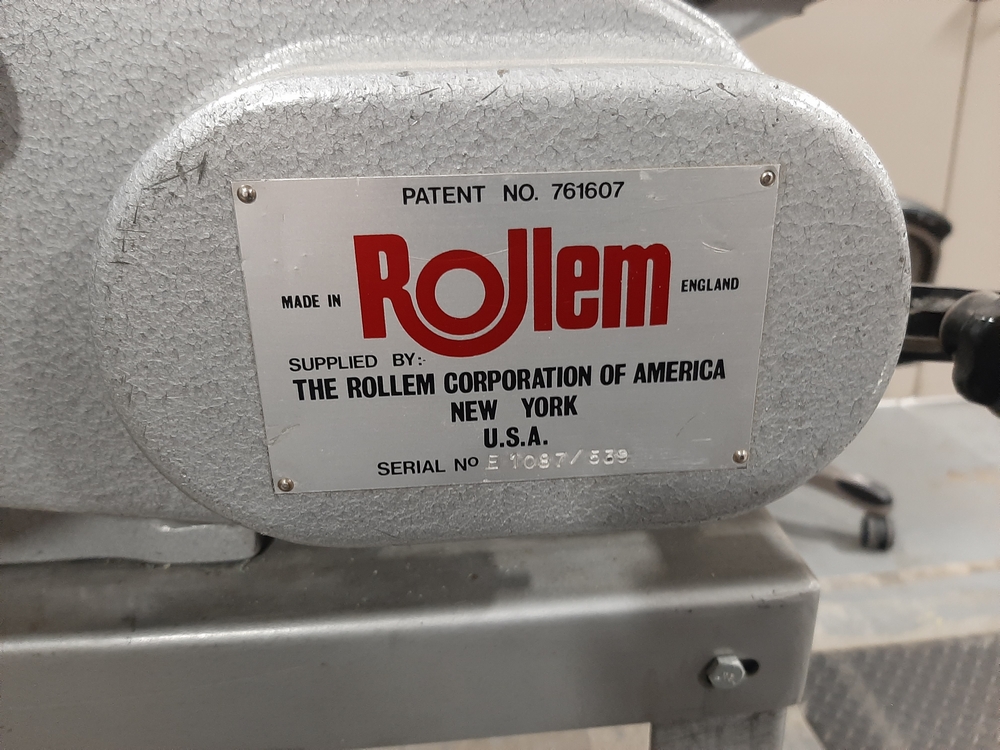 PATENT NO. 761607
MADE IN Rollem ENGLAND
SUPPLIED BY:-
THE ROLLEM CORPORATION OF AMERICA
NEW YORK
U.S.A.
SERIAL Nº E 1087/539